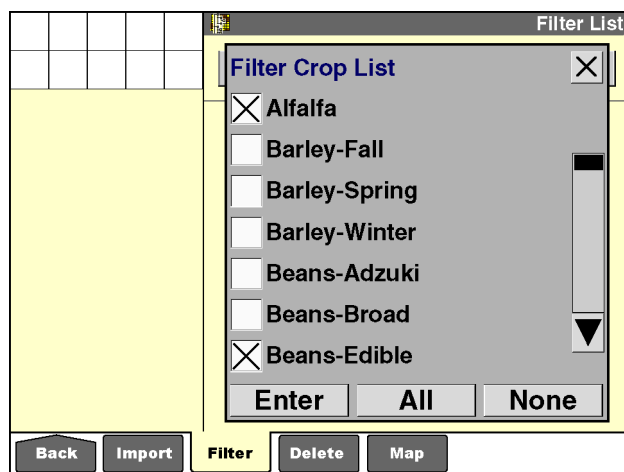 Filter List
Filter Crop List
Alfalfa
Barley-Fall
Barley-Spring
Barley-Winter
Beans-Adzuki
Beans-Broad
Beans-Edible
Enter All None
Back Import Filter Delete Map